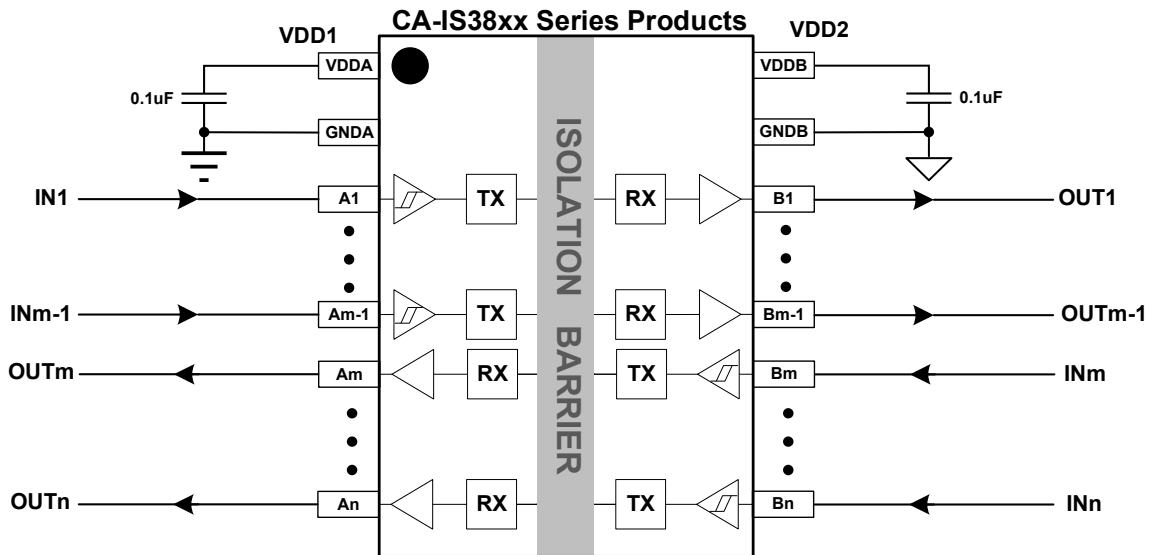 CA-IS38xx Series Products
VDD1
VDD2
VDDA
VDDB
0.1uF
0.1uF
GNDA
GNDB
ISOLATION BARRIER
IN1
A1
TX
RX
B1
OUT1
INm-1
Am-1
TX
RX
Bm-1
OUTm-1
OUTm
Am
RX
TX
Bm
INm
OUTn
An
RX
TX
Bn
INn